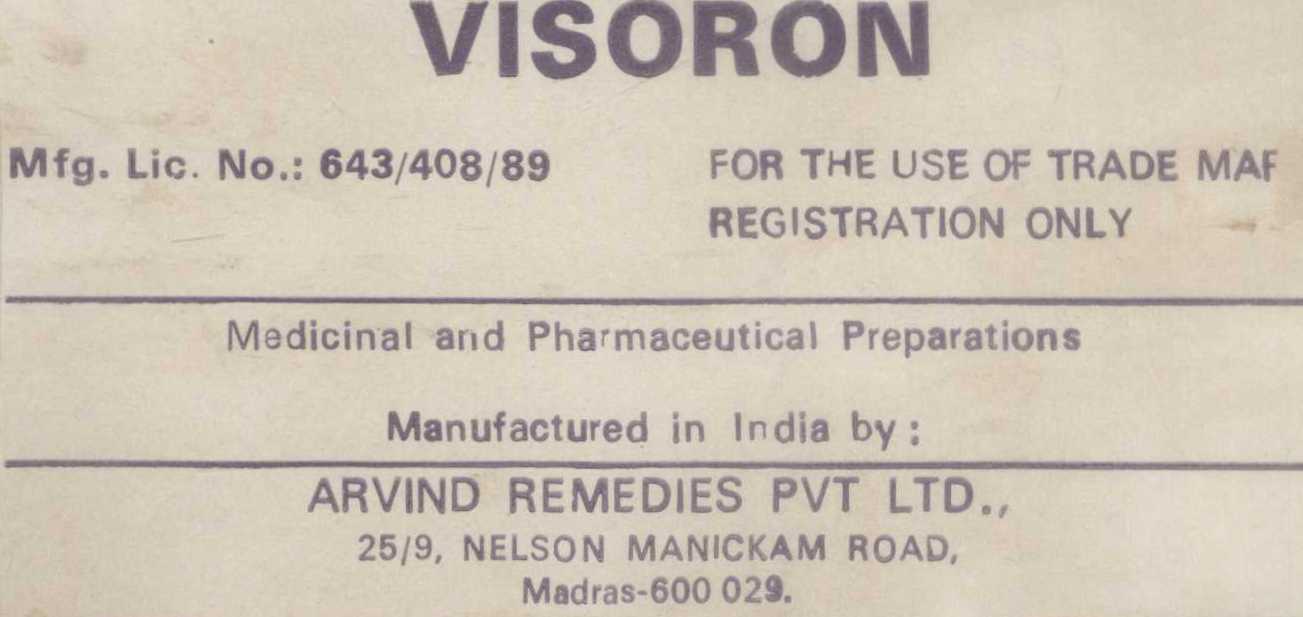 VISORON
Mfg. Lic. No.: 643/408/89
FOR THE USE OF TRADE
REGISTRATION ONLY
Medicinal and Pharmaceutical Preparations
Manufactured in India by :
ARVIND REMEDIES PVT LTD.,
25/9, NELSON MANICKAM ROAD,
Madras-600 029.